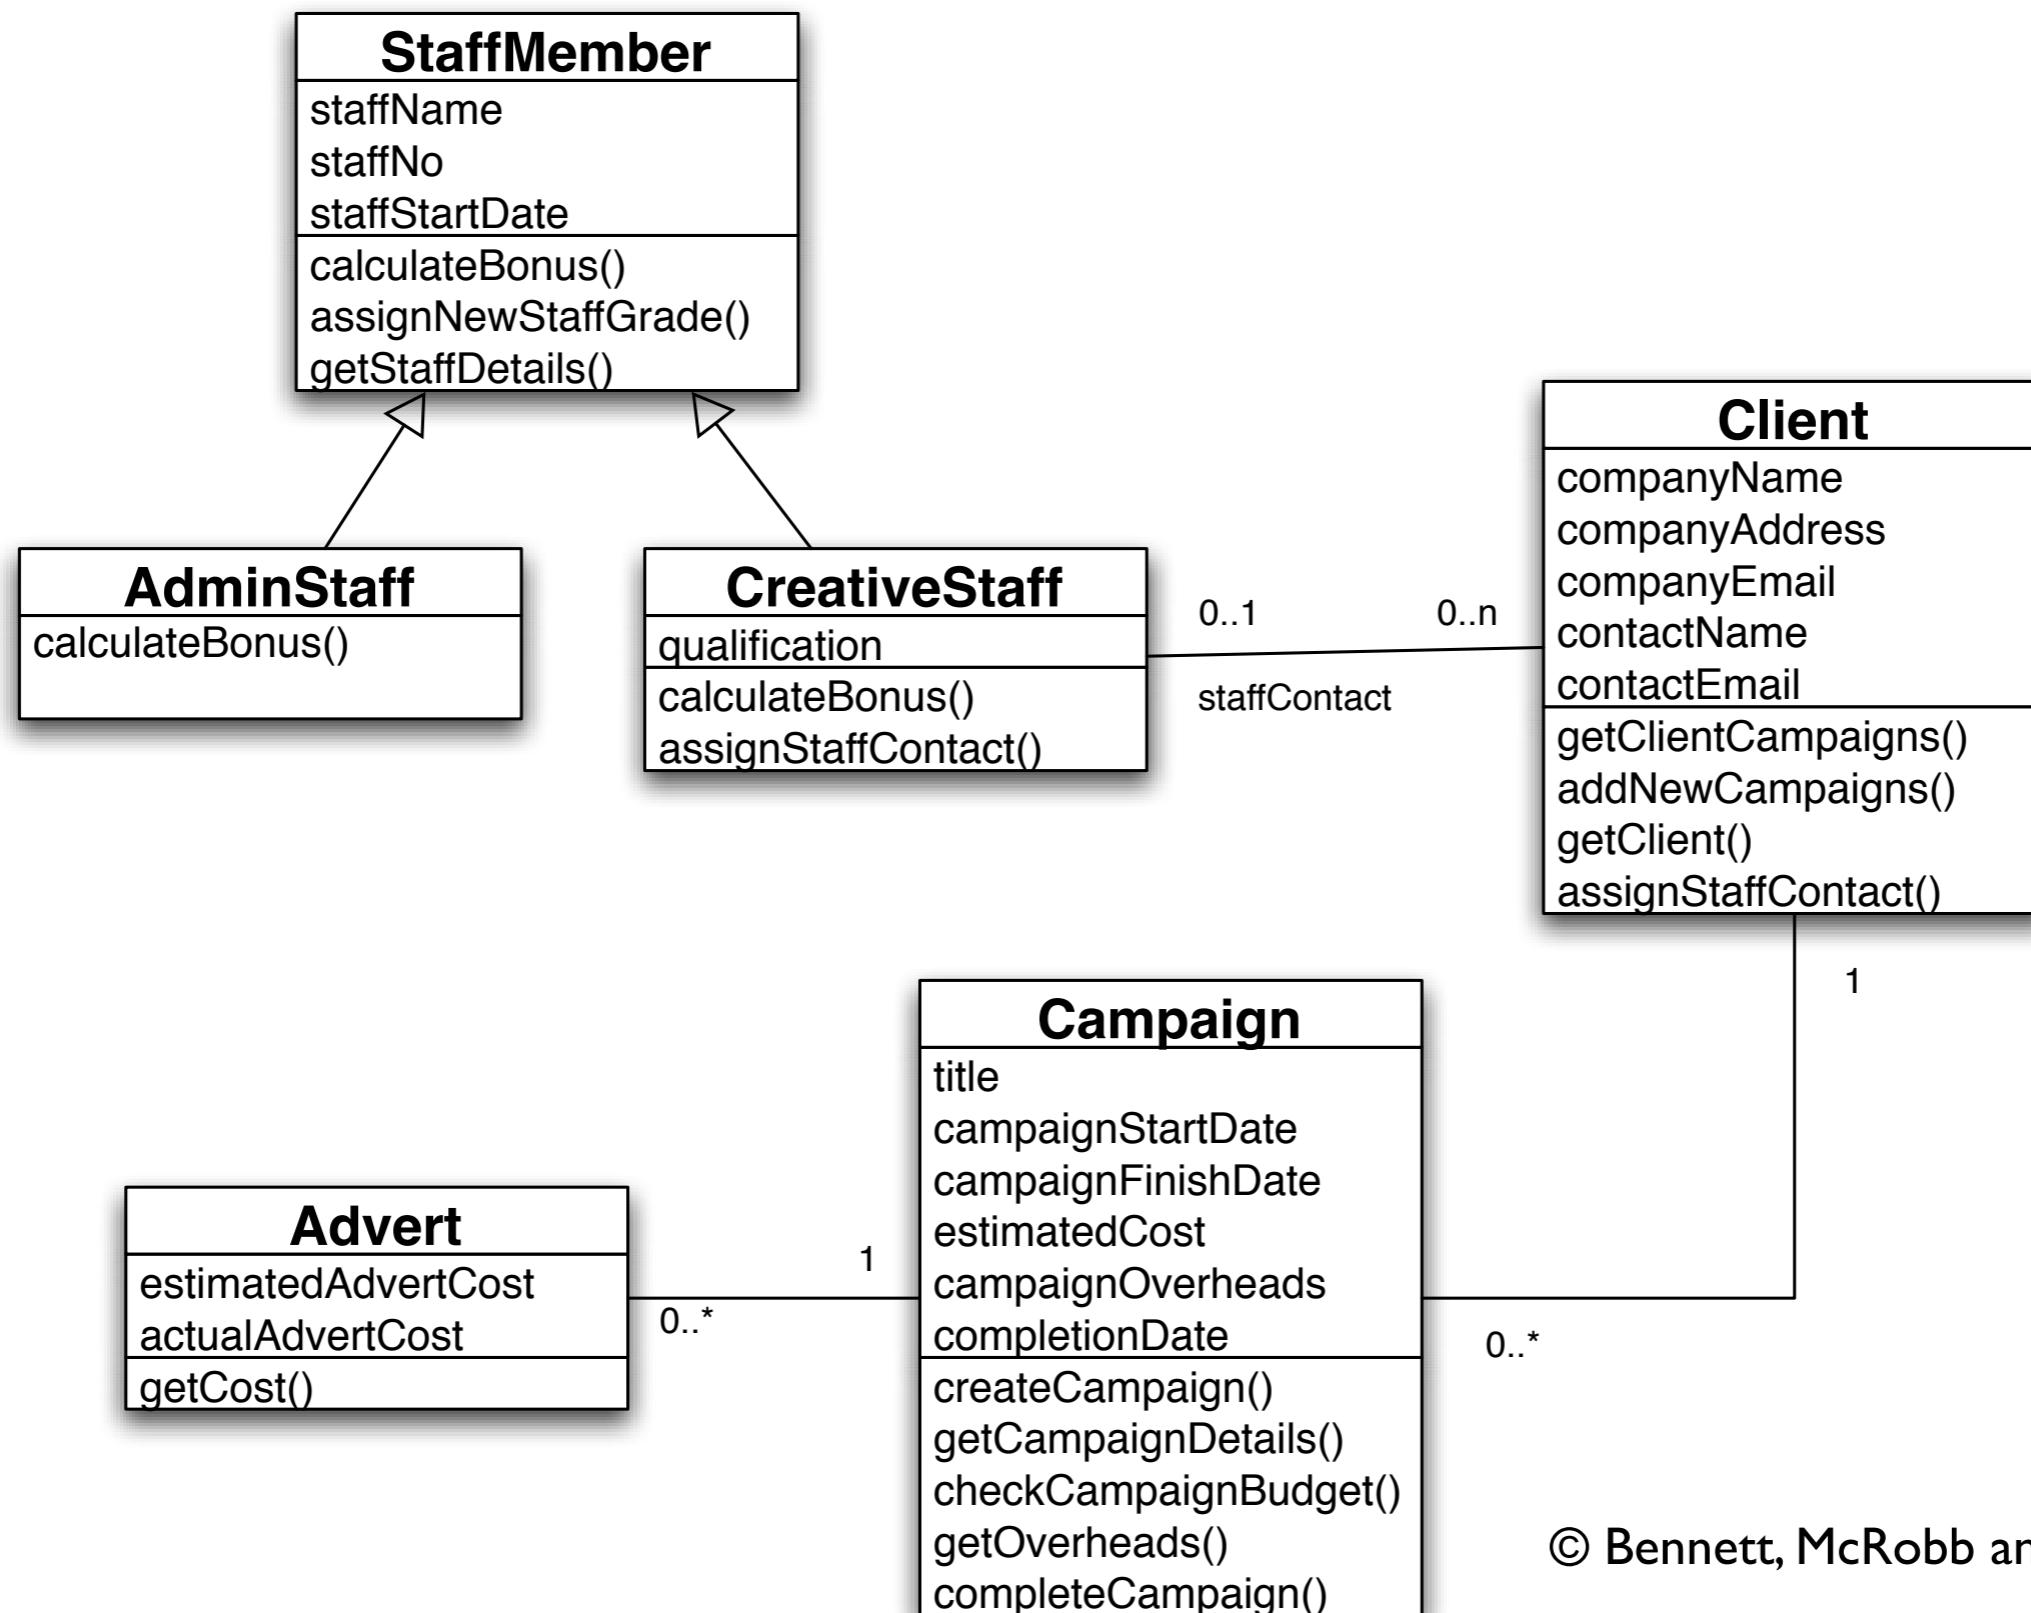 StaffMember
staffName
staffNo
staffStartDate
calculateBonus()
assignNewStaffGrade()
getStaffDetails()
AdminStaff
calculateBonus()
CreativeStaff
qualification
calculateBonus()
assignStaffContact()
0..1
0..n
staffContact
Client
companyName
companyAddress
companyEmail
contactName
contactEmail
getClientCampaigns()
addNewCampaigns()
getClient()
assignStaffContact()
1
Campaign
title
campaignStartDate
campaignFinishDate
estimatedCost
campaignOverheads
completionDate
createCampaign()
getCampaignDetails()
checkCampaignBudget()
getOverheads()
completeCampaign()
Advert
estimatedAdvertCost
actualAdvertCost
getCost()
1
0..*
0..*
© Bennett, McRobb